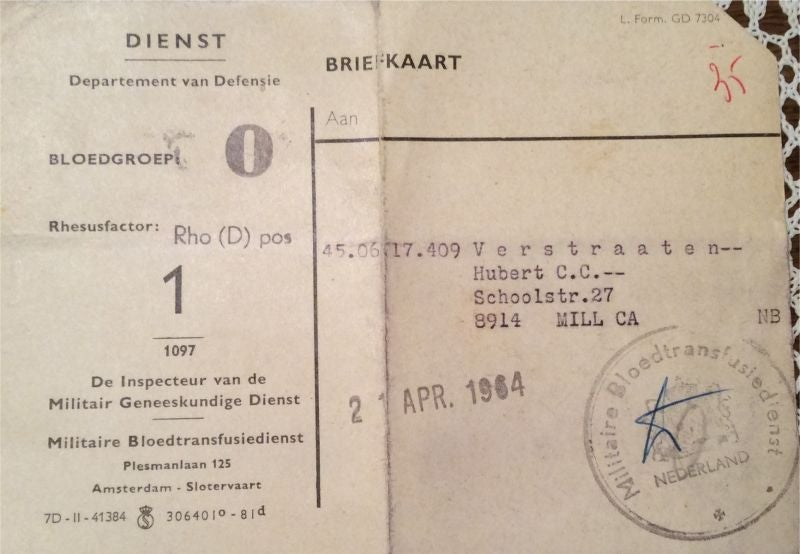 DIENST
Departement van Defensie
BLOEDGROEP: O
Rhesusfactor: Rho (D) pos
1
1097
De Inspecteur van de
Militair Geneeskundige Dienst
Militaire Bloedtransfusiedienst
Plesmanlaan 125
Amsterdam - Slotervaart
7D-II-41384 306401⁰-81ᵈ
L. Form. GD 7304
BRIEFKAART
Aan
45.06.17.409 Verstraaten--
Hubert C.C.--
Schoolstr.27
8914 MILL CA NB
21 APR. 1964
Militaire Bloedtransfusiedienst
NEDERLAND